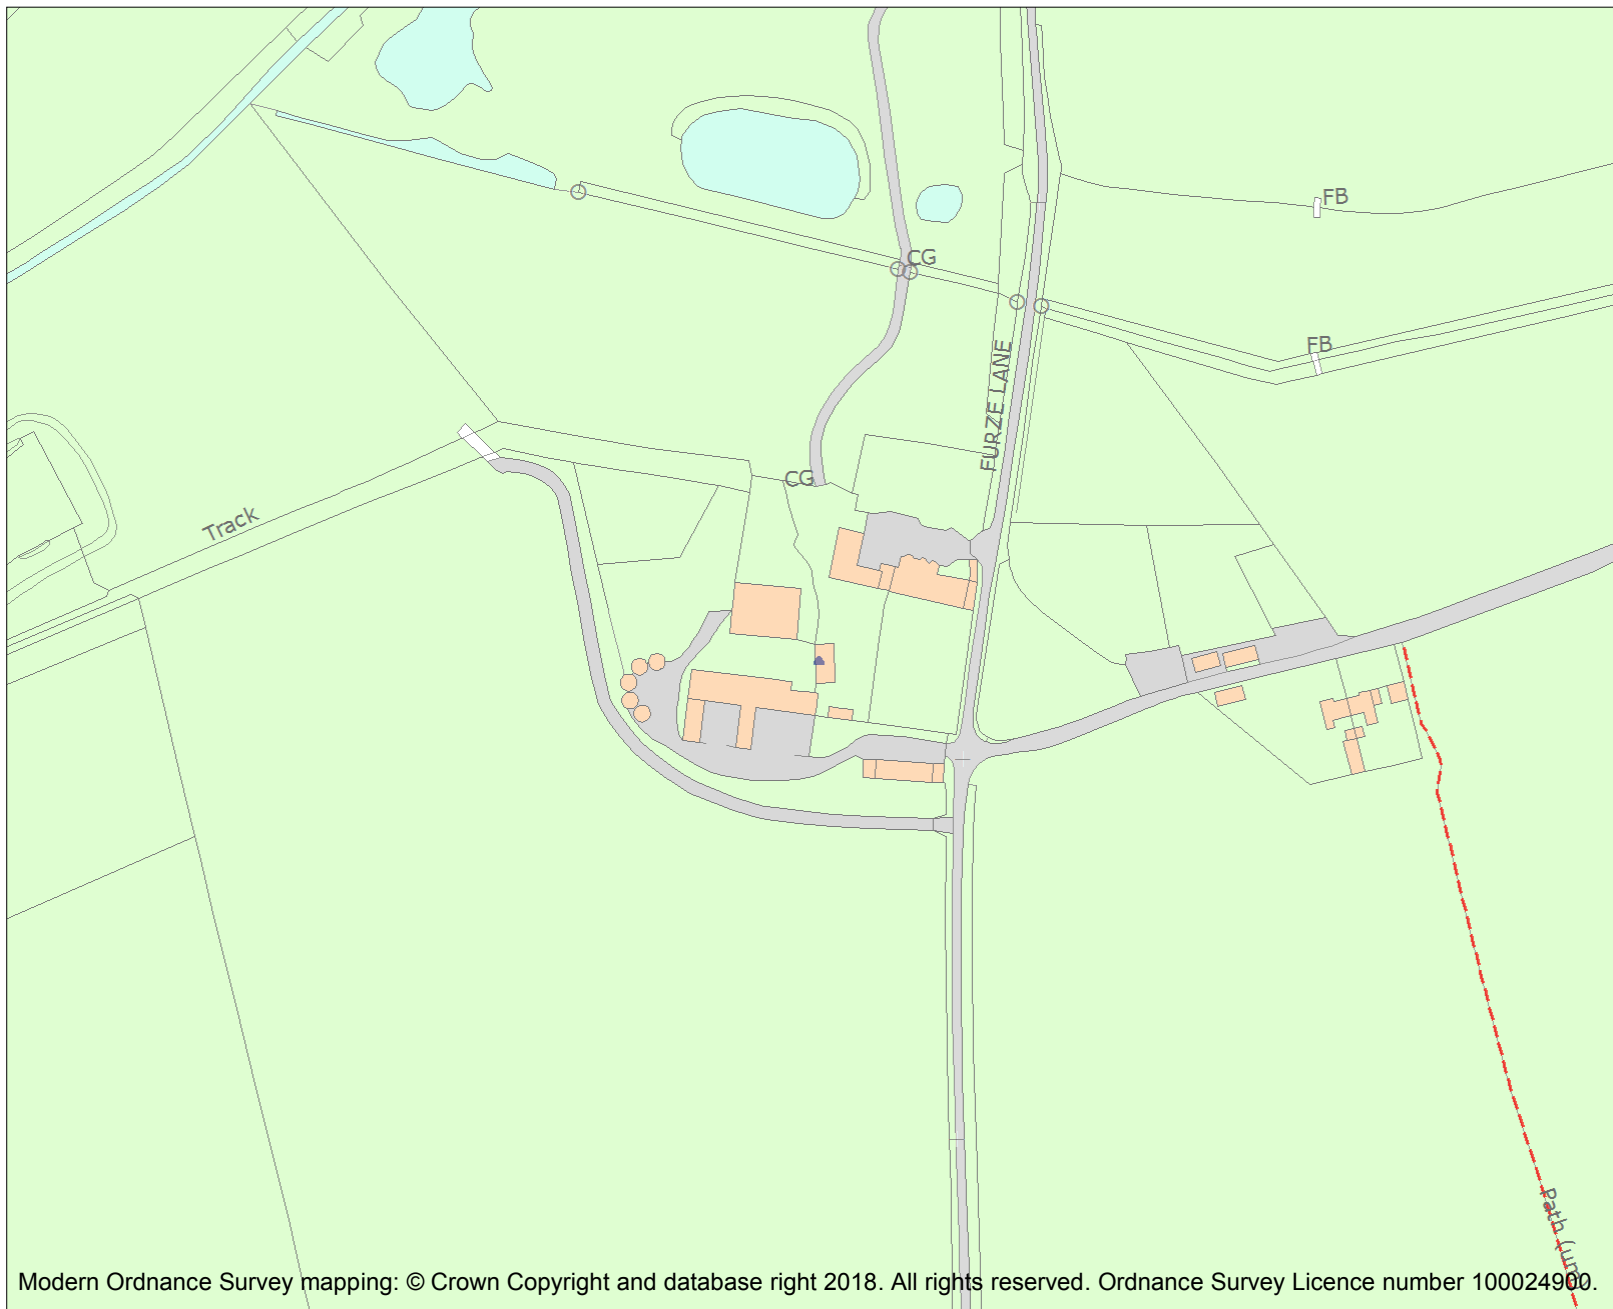 FB
CG
FURZE LANE
FB
CG
Track
Path (um)
Modern Ordnance Survey mapping: © Crown Copyright and database right 2018. All rights reserved. Ordnance Survey Licence number 100024900.